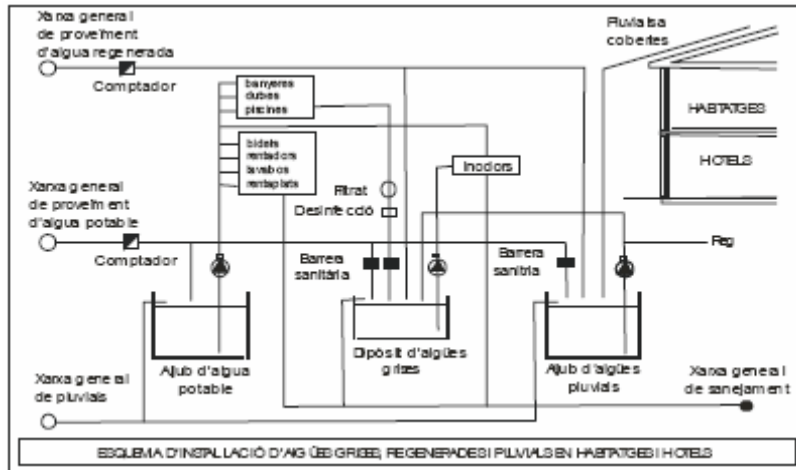 Xarxa general
de proveïment
d'aigua regenerada
Comptador
banyeres
dutxes
piscines
bidets
rentadors
lavabos
rentaplats
Pluvials a
cobertes
HABITATGES
HOTELS
Inodors
Filtrat
Desinfecció
Xarxa general
de proveïment
d'aigua potable
Comptador
Barrera
sanitària
Barrera
sanitria
Reg
Aljub d'aigua
potable
Dipòsit d'aigües
grises
Aljub d'aigües
pluvials
Xarxa general
de pluvials
Xarxa general
de sanejament
ESQUEMA D'INSTAL·LACIÓ D'AIGÜES GRISES, REGENERADES I PLUVIALS EN HABITATGES I HOTELS